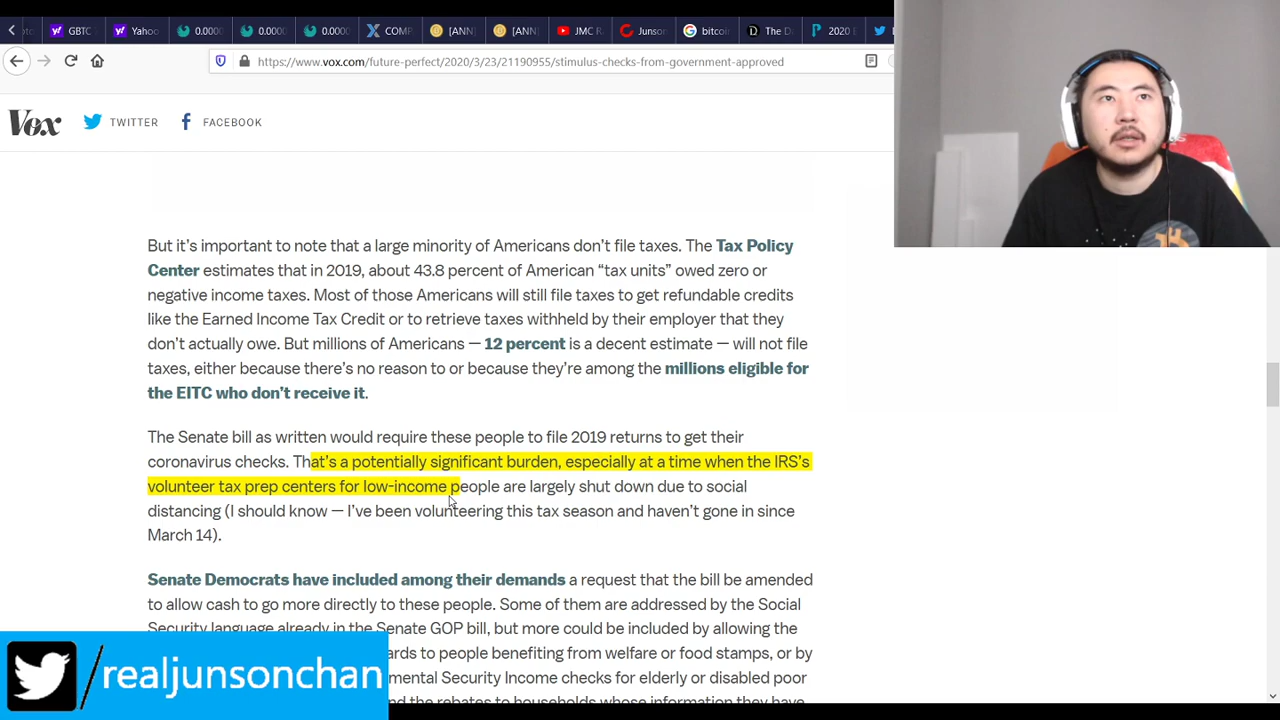 GBTC
Yahoo
0.0000
0.0000
0.0000
COMP
[ANN]
[ANN]
JMC R
Junson
bitcoi
The D
2020 E
D
https://www.vox.com/future-perfect/2020/3/23/21190955/stimulus-checks-from-government-approved
Vox TWITTER FACEBOOK
But it’s important to note that a large minority of Americans don’t file taxes. The Tax Policy
Center estimates that in 2019, about 43.8 percent of American “tax units” owed zero or
negative income taxes. Most of those Americans will still file taxes to get refundable credits
like the Earned Income Tax Credit or to retrieve taxes withheld by their employer that they
don’t actually owe. But millions of Americans — 12 percent is a decent estimate — will not file
taxes, either because there’s no reason to or because they’re among the millions eligible for
the EITC who don’t receive it.
The Senate bill as written would require these people to file 2019 returns to get their
coronavirus checks. That’s a potentially significant burden, especially at a time when the IRS’s
volunteer tax prep centers for low-income people are largely shut down due to social
distancing (I should know — I’ve been volunteering this tax season and haven’t gone in since
March 14).
Senate Democrats have included among their demands a request that the bill be amended
to allow cash to go more directly to these people. Some of them are addressed by the Social
Security language already in the Senate GOP bill, but more could be included by allowing the
ards to people benefiting from welfare or food stamps, or by
mental Security Income checks for elderly or disabled poor
nd the rebates to households whose information they have
/realjunsonchan